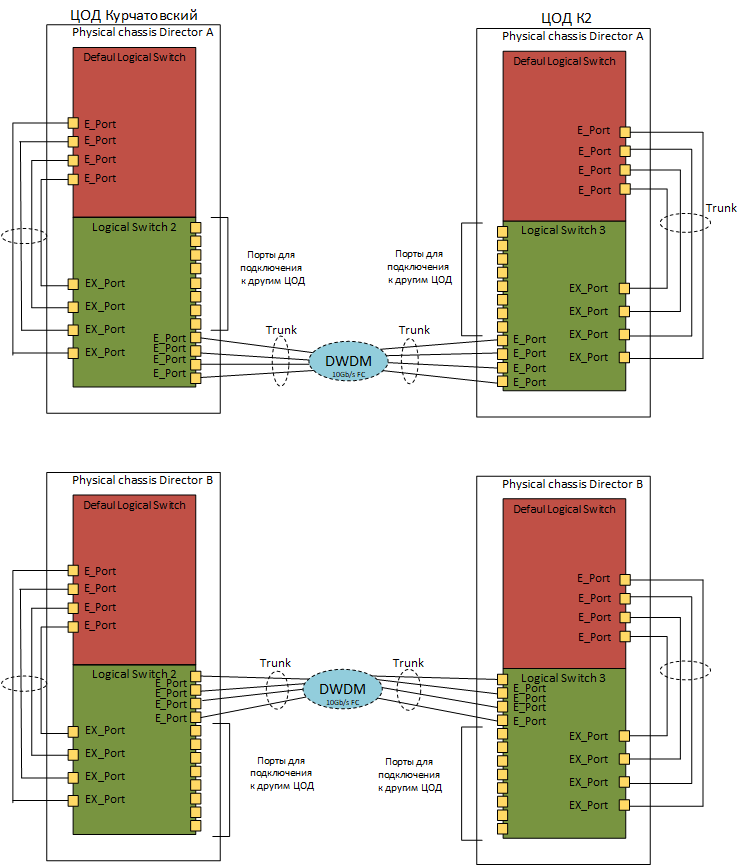 ЦОД Курчатовский
ЦОД К2
Physical chassis Director A
Physical chassis Director A
Defaul Logical Switch
Defaul Logical Switch
E_Port
E_Port
E_Port
E_Port
E_Port
E_Port
E_Port
E_Port
Trunk
Logical Switch 2
Logical Switch 3
Порты для
подключения
к другим ЦОД
Порты для
подключения
к другим ЦОД
EX_Port
EX_Port
EX_Port
EX_Port
EX_Port
EX_Port
EX_Port
EX_Port
E_Port
E_Port
E_Port
E_Port
Trunk
Trunk
DWDM
10Gb/s FC
E_Port
E_Port
E_Port
E_Port
Physical chassis Director B
Physical chassis Director B
Defaul Logical Switch
Defaul Logical Switch
E_Port
E_Port
E_Port
E_Port
E_Port
E_Port
E_Port
E_Port
Logical Switch 2
Logical Switch 3
Trunk
Trunk
E_Port
E_Port
E_Port
E_Port
DWDM
10Gb/s FC
E_Port
E_Port
E_Port
E_Port
EX_Port
EX_Port
EX_Port
EX_Port
Порты для
подключения
к другим ЦОД
Порты для
подключения
к другим ЦОД
EX_Port
EX_Port
EX_Port
EX_Port